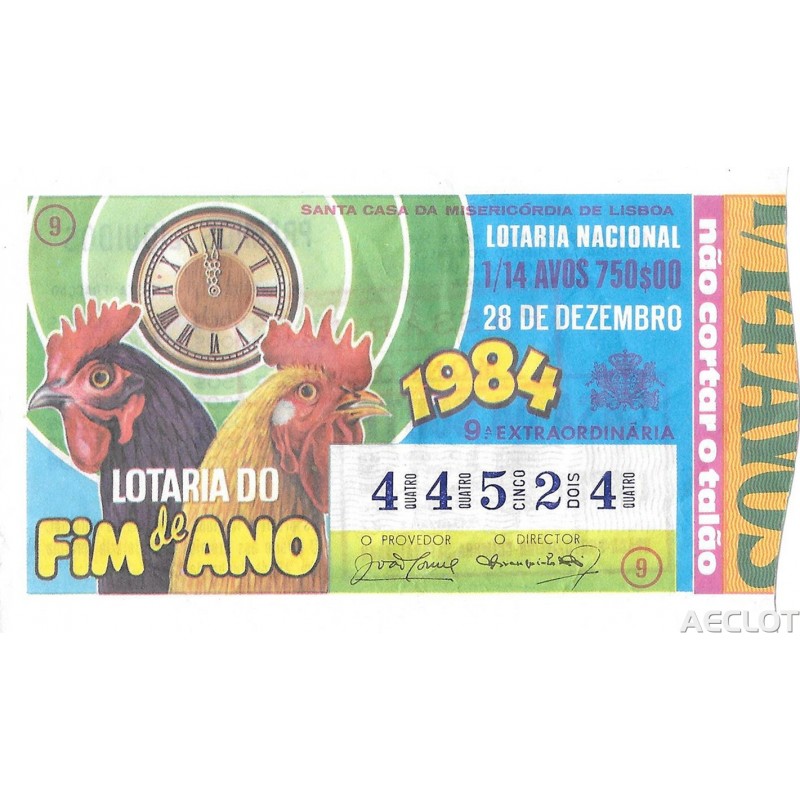 9
SANTA CASA DA MISERICÓRDIA DE LISBOA
LOTARIA NACIONAL
1/14 AVOS 750$00
28 DE DEZEMBRO
1984
9.ª EXTRAORDINÁRIA
LOTARIA DO
FiM de ANO
4 QUATRO 4 QUATRO 5 CINCO 2 DOIS 4 QUATRO
O PROVEDOR O DIRECTOR
9
não cortar o talão
1/14 AVOS
AECLOT